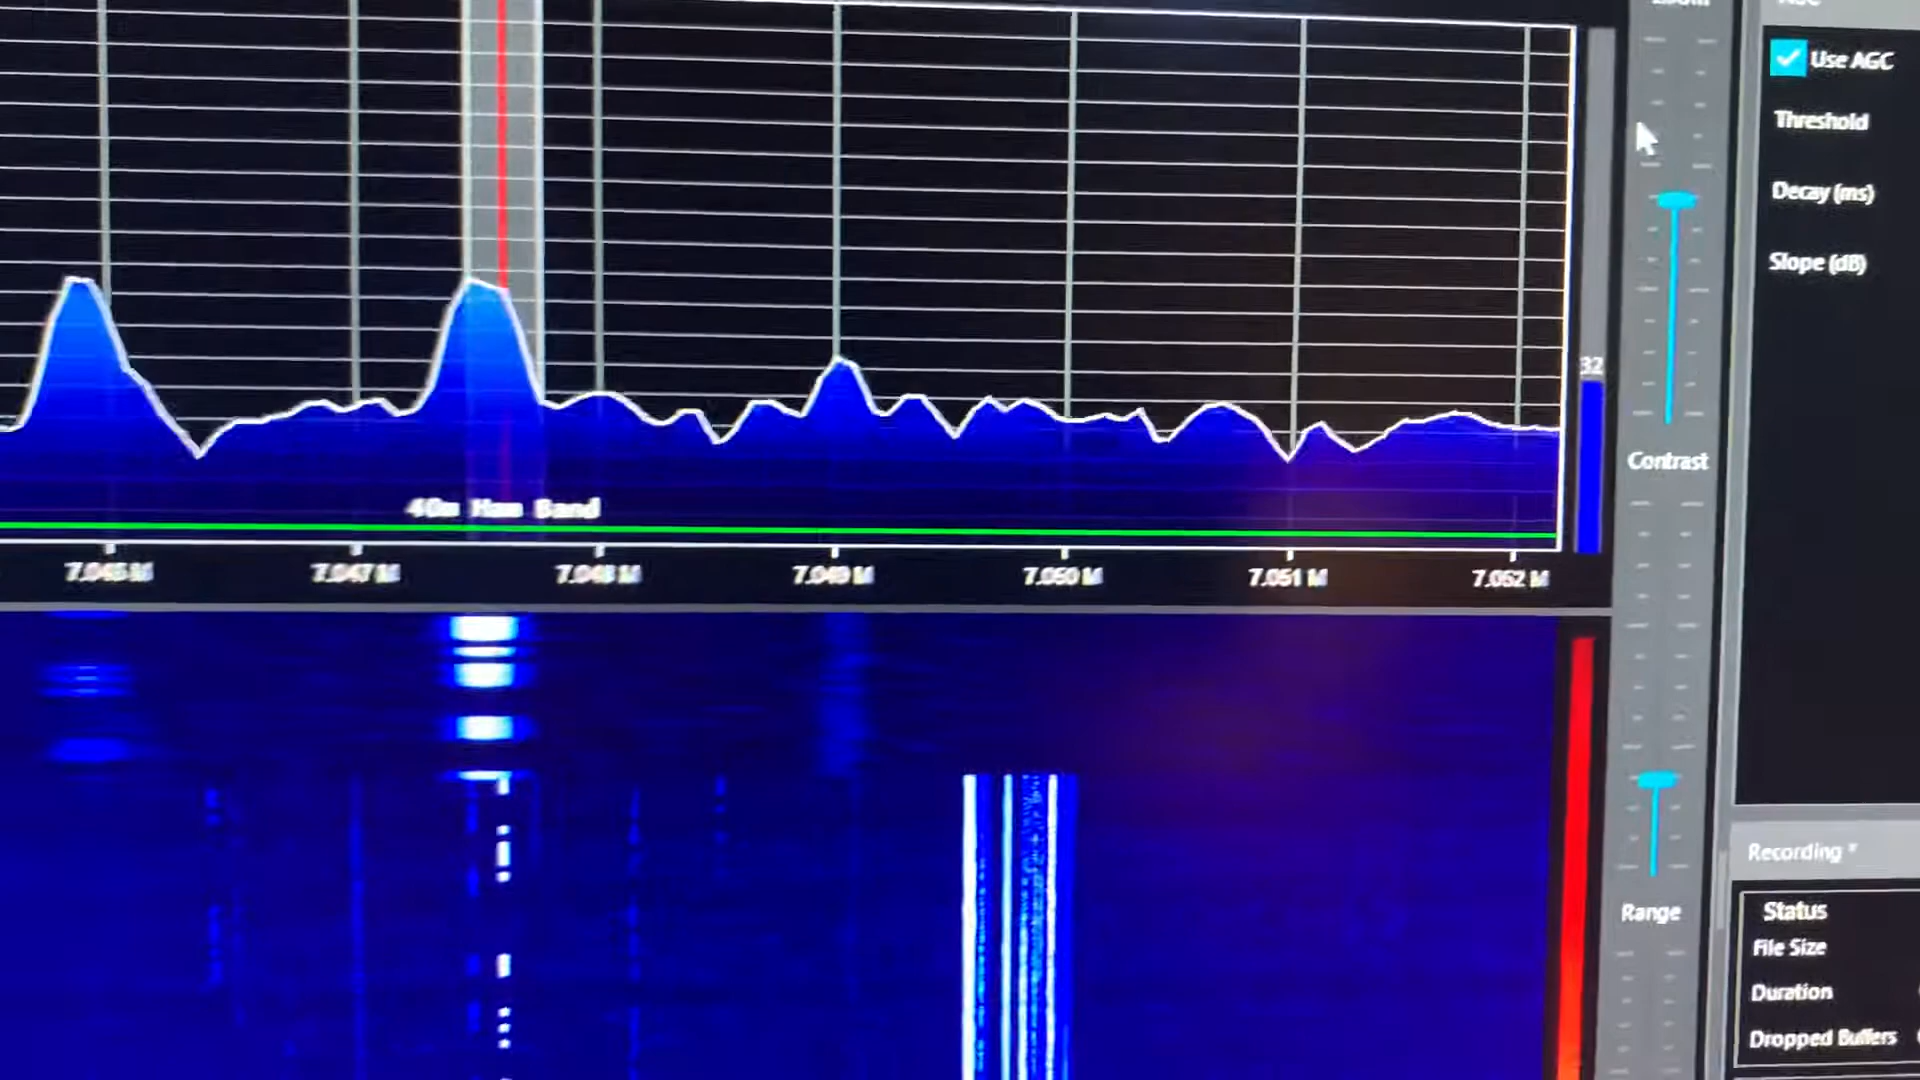 Use AGC
Threshold
Decay (ms)
Slope (dB)
32
Contrast
40m Ham Band
7.046 M
7.047 M
7.048 M
7.049 M
7.050 M
7.051 M
7.052 M
Recording *
Range
Status
File Size
Duration
Dropped Buffers